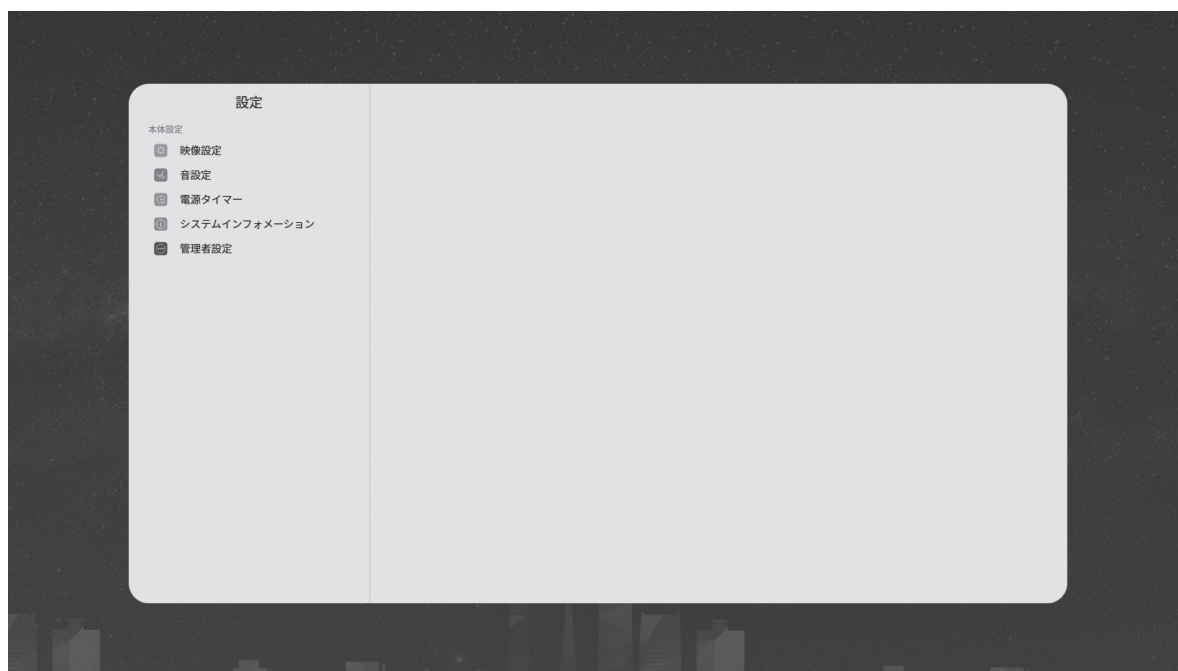 設定
本体設定
映像設定
音設定
電源タイマー
システムインフォメーション
管理者設定